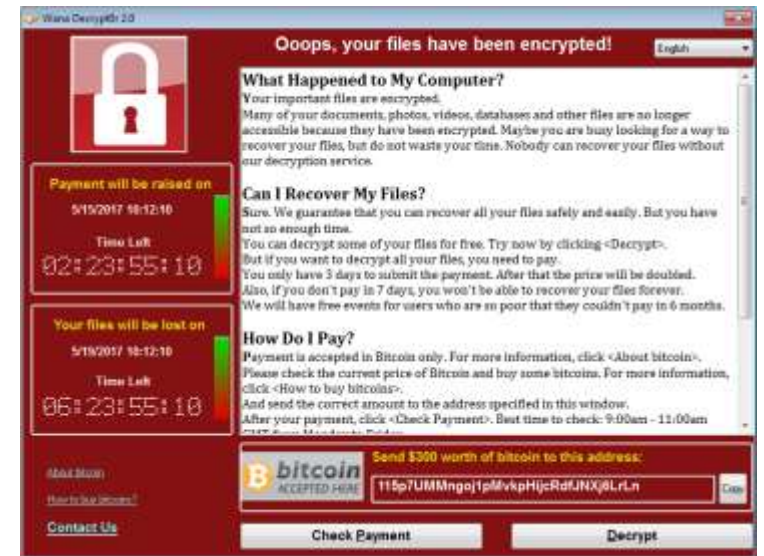 Wana Decrypt0r 2.0
Ooops, your files have been encrypted!
English
What Happened to My Computer?
Your important files are encrypted.
Many of your documents, photos, videos, databases and other files are no longer
accessible because they have been encrypted. Maybe you are busy looking for a way to
recover your files, but do not waste your time. Nobody can recover your files without
our decryption service.
Can I Recover My Files?
Sure. We guarantee that you can recover all your files safely and easily. But you have
not so enough time.
You can decrypt some of your files for free. Try now by clicking <Decrypt>.
But if you want to decrypt all your files, you need to pay.
You only have 3 days to submit the payment. After that the price will be doubled.
Also, if you don't pay in 7 days, you won't be able to recover your files forever.
We will have free events for users who are so poor that they couldn't pay in 6 months.
How Do I Pay?
Payment is accepted in Bitcoin only. For more information, click <About bitcoin>.
Please check the current price of Bitcoin and buy some bitcoins. For more information,
click <How to buy bitcoins>.
And send the correct amount to the address specified in this window.
After your payment, click <Check Payment>. Best time to check: 9:00am - 11:00am
GMT from Monday to Friday.
Payment will be raised on
5/15/2017 10:12:10
Time Left
02:23:55:10
Your files will be lost on
5/19/2017 10:12:10
Time Left
06:23:55:10
About bitcoin
How to buy bitcoins?
Contact Us
bitcoin
ACCEPTED HERE
Send $300 worth of bitcoin to this address:
Copy
Check Payment
Decrypt